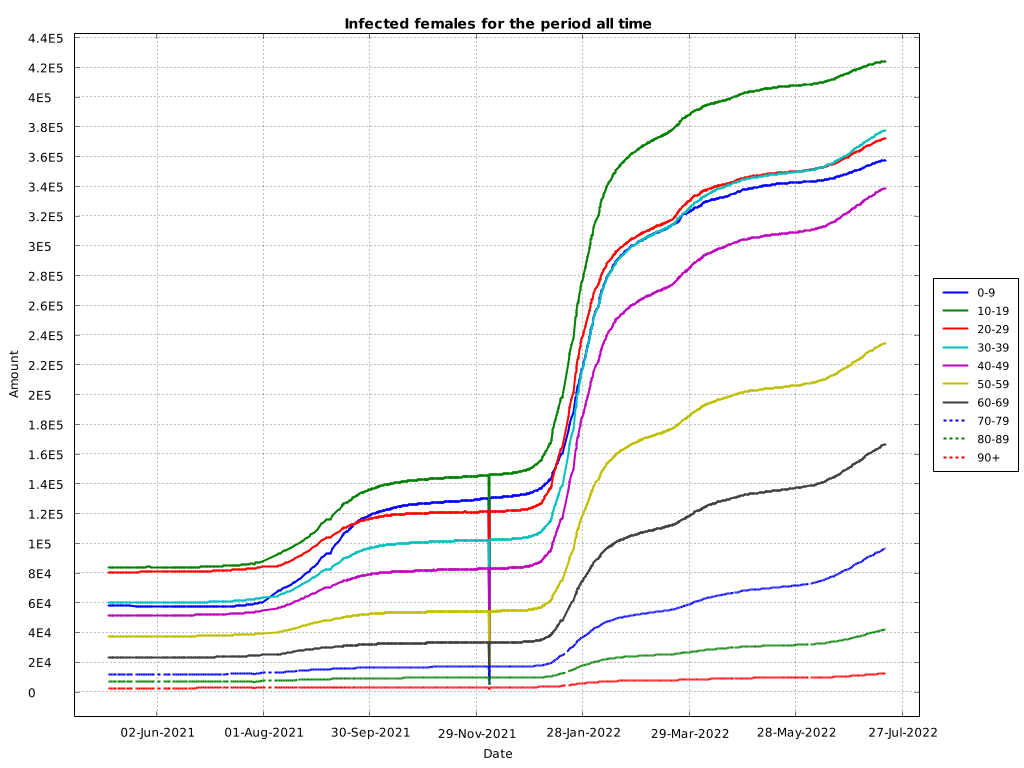 Infected females for the period all time
4.4E5
4.2E5
4E5
3.8E5
3.6E5
3.4E5
3.2E5
3E5
2.8E5
2.6E5
2.4E5
2.2E5
2E5
1.8E5
1.6E5
1.4E5
1.2E5
1E5
8E4
6E4
4E4
2E4
0
Amount
02-Jun-2021
01-Aug-2021
30-Sep-2021
29-Nov-2021
28-Jan-2022
29-Mar-2022
28-May-2022
27-Jul-2022
Date
0-9
10-19
20-29
30-39
40-49
50-59
60-69
70-79
80-89
90+